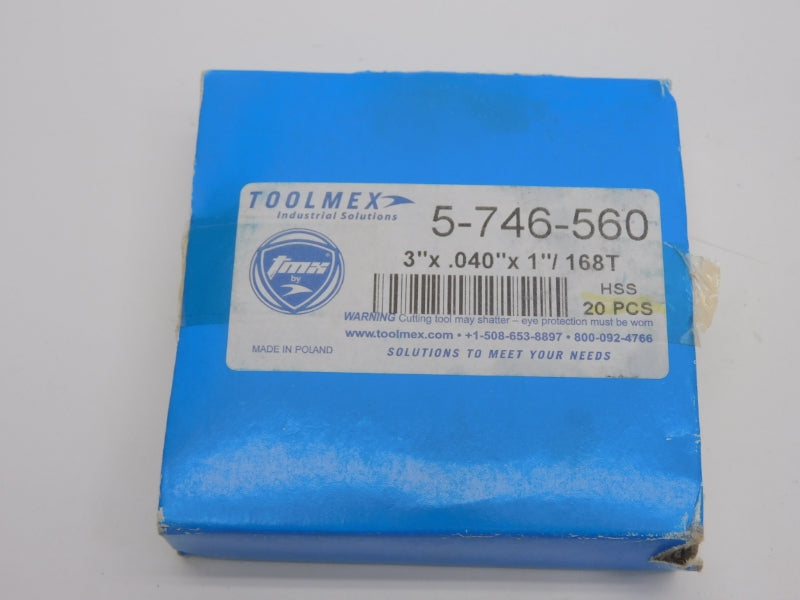 TOOLMEX
Industrial Solutions
5-746-560
3"x .040"x 1"/ 168T
tmx
by
HSS
20 PCS
WARNING Cutting tool may shatter – eye protection must be worn
www.toolmex.com • +1-508-653-8897 • 800-992-4766
MADE IN POLAND
SOLUTIONS TO MEET YOUR NEEDS